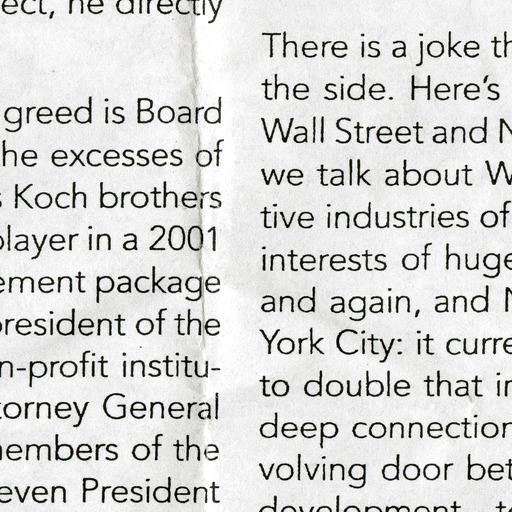 he directly
greed is Board
he excesses of
Koch brothers
player in a 2001
ement package
president of the
n-profit institu-
torney General
embers of the
even President
There is a joke th
the side. Here's
Wall Street and N
we talk about W
tive industries of
interests of huge
and again, and N
York City: it curre
to double that in
deep connection
volving door bet
development